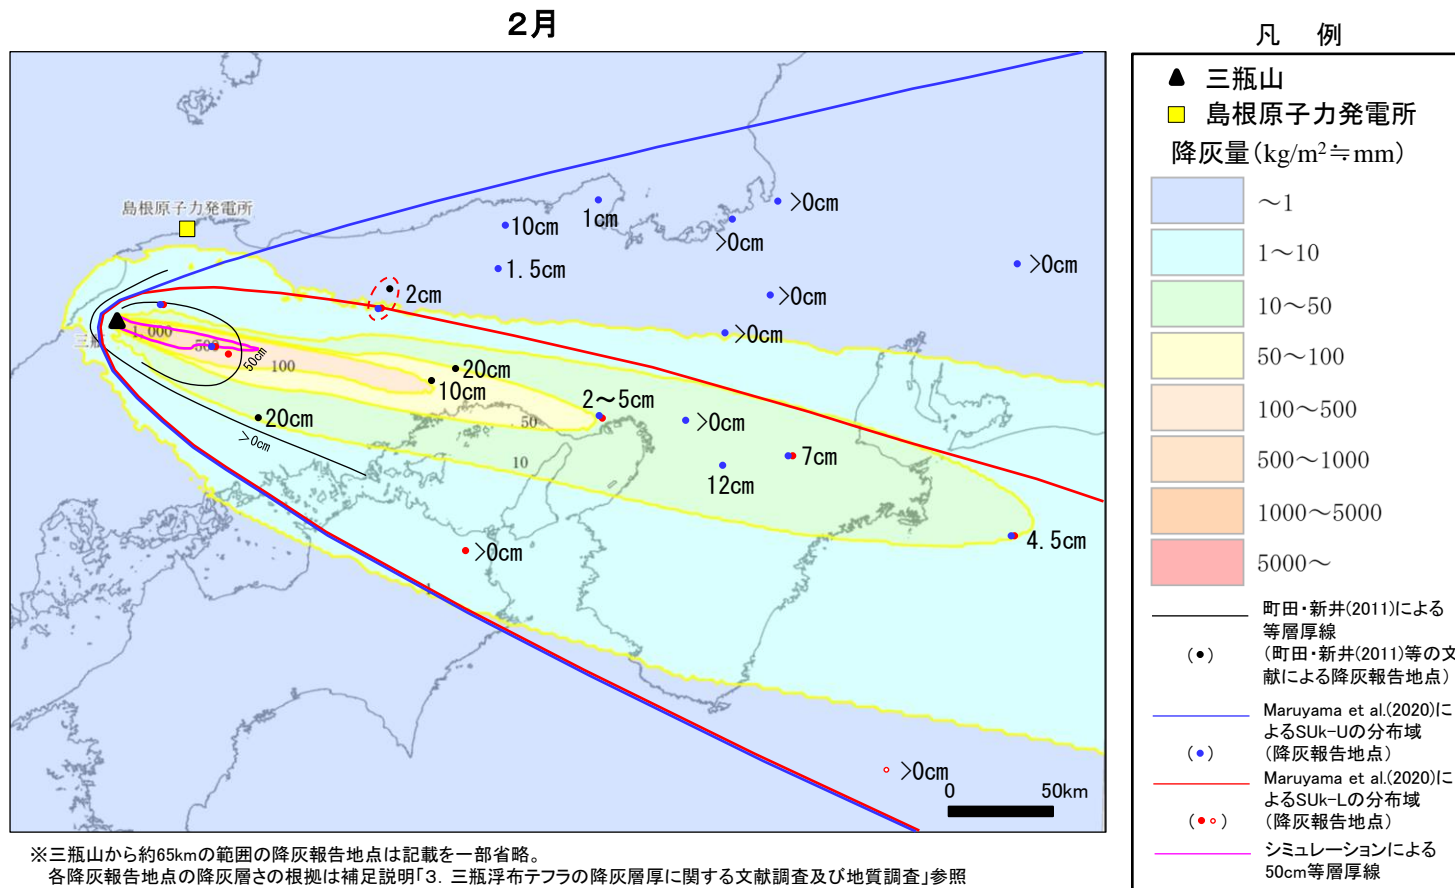 2月
凡 例
三瓶山
島根原子力発電所
降灰量(kg/m²≒mm)
～1
1～10
10～50
50～100
100～500
500～1000
1000～5000
5000～
町田・新井(2011)による
等層厚線
(町田・新井(2011)等の文
献による降灰報告地点)
(●)
Maruyama et al.(2020)に
よるSUk-Uの分布域
(降灰報告地点)
(●)
Maruyama et al.(2020)に
よるSUk-Lの分布域
(降灰報告地点)
(●○)
シミュレーションによる
50cm等層厚線
島根原子力発電所
>0cm
1cm
10cm
>0cm
1.5cm
>0cm
2cm
>0cm
>0cm
三瓶
1,000
500
100
50cm
20cm
10cm
2～5cm
20cm
>0cm
50
>0cm
10
7cm
12cm
4.5cm
>0cm
1
>0cm
0 50km
※三瓶山から約65kmの範囲の降灰報告地点は記載を一部省略。
各降灰報告地点の降灰層さの根拠は補足説明「3. 三瓶浮布テフラの降灰層厚に関する文献調査及び地質調査」参照